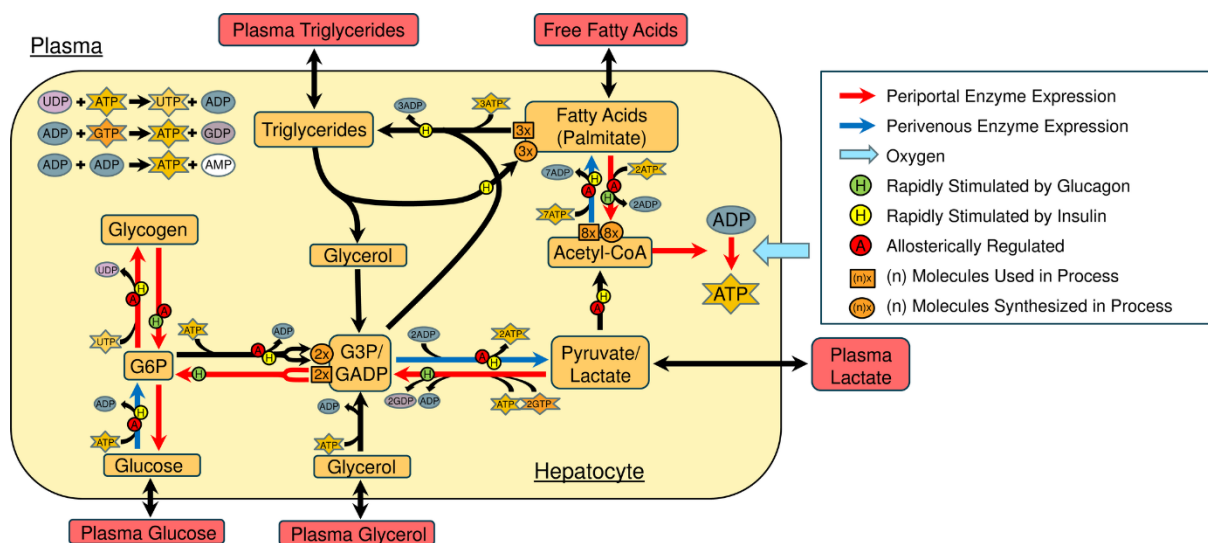 Plasma Triglycerides
Free Fatty Acids
Plasma
UDP + ATP UTP + ADP
ADP + GTP ATP + GDP
ADP + ADP ATP + AMP
Triglycerides
3ADP
H
3ATP
3x
Fatty Acids
(Palmitate)
3x
H
7ADP
H
A
7ATP
2ATP
A
H
2ADP
8x
8x
Acetyl-CoA
ADP
ATP
Glycogen
UDP
H
A
UTP
A
H
Glycerol
G6P
ATP
A
H
ADP
2x
2x
G3P/
GADP
H
2ADP
A
H
2ATP
H
2GDP
ADP
ATP
2GTP
A
H
Pyruvate/
Lactate
Plasma
Lactate
ADP
H
A
ATP
Glucose
ADP
ATP
Glycerol
Hepatocyte
Plasma Glucose
Plasma Glycerol
Periportal Enzyme Expression
Perivenous Enzyme Expression
Oxygen
H Rapidly Stimulated by Glucagon
H Rapidly Stimulated by Insulin
A Allosterically Regulated
(n)x (n) Molecules Used in Process
(n)x (n) Molecules Synthesized in Process